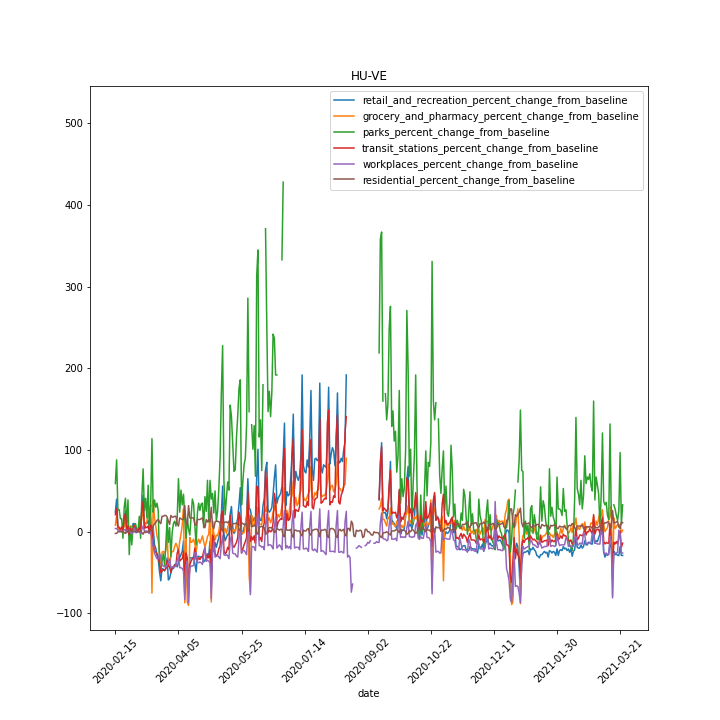 HU-VE
retail_and_recreation_percent_change_from_baseline
grocery_and_pharmacy_percent_change_from_baseline
parks_percent_change_from_baseline
transit_stations_percent_change_from_baseline
workplaces_percent_change_from_baseline
residential_percent_change_from_baseline
500
400
300
200
100
0
−100
2020-02-15
2020-04-05
2020-05-25
2020-07-14
2020-09-02
2020-10-22
2020-12-11
2021-01-30
2021-03-21
date